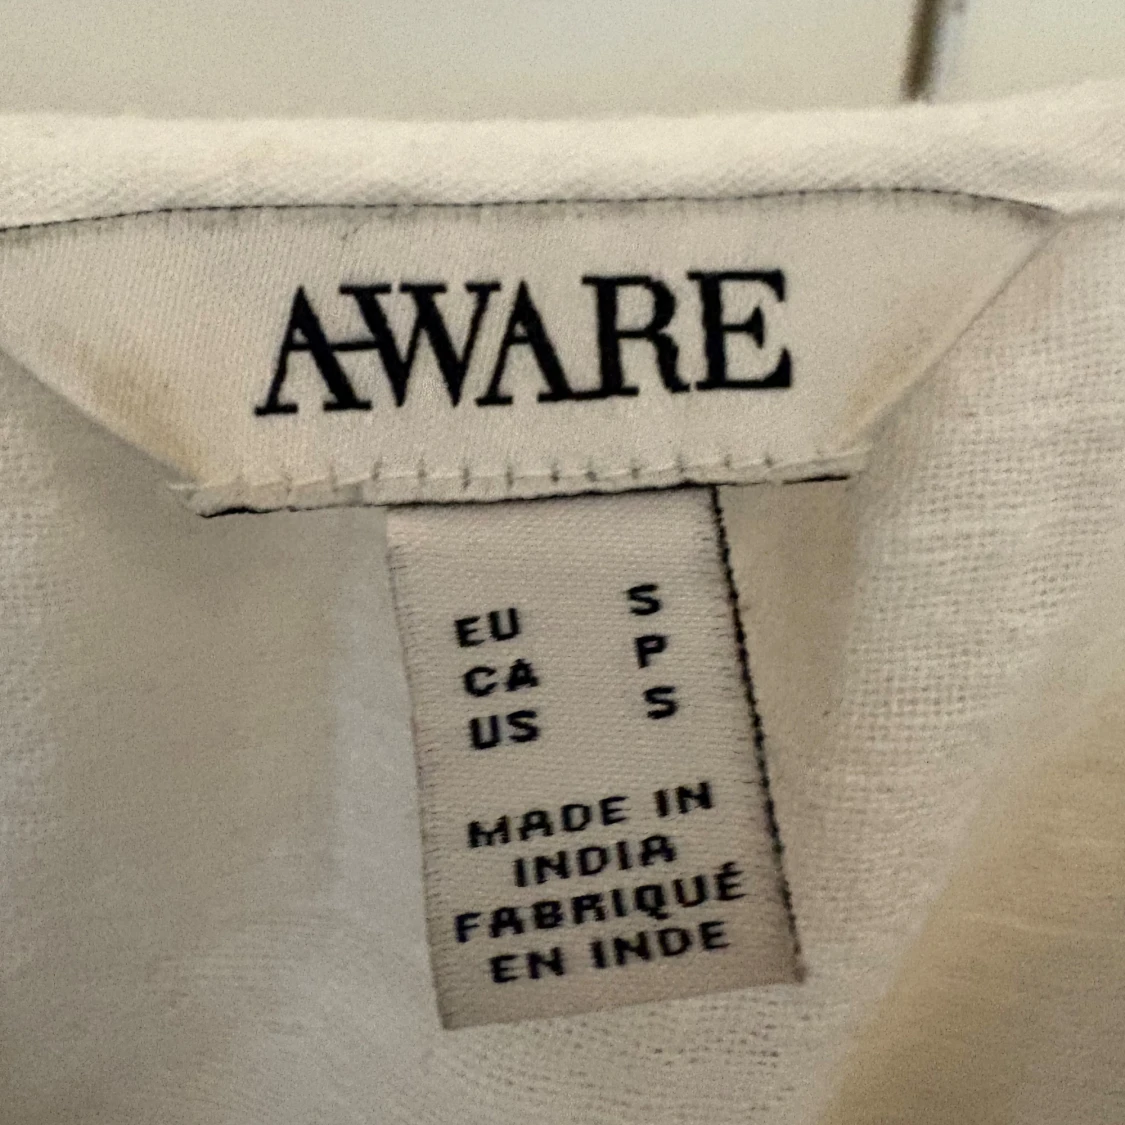 AWARE
EU S
CA P
US S
MADE IN
INDIA
FABRIQUÉ
EN INDE